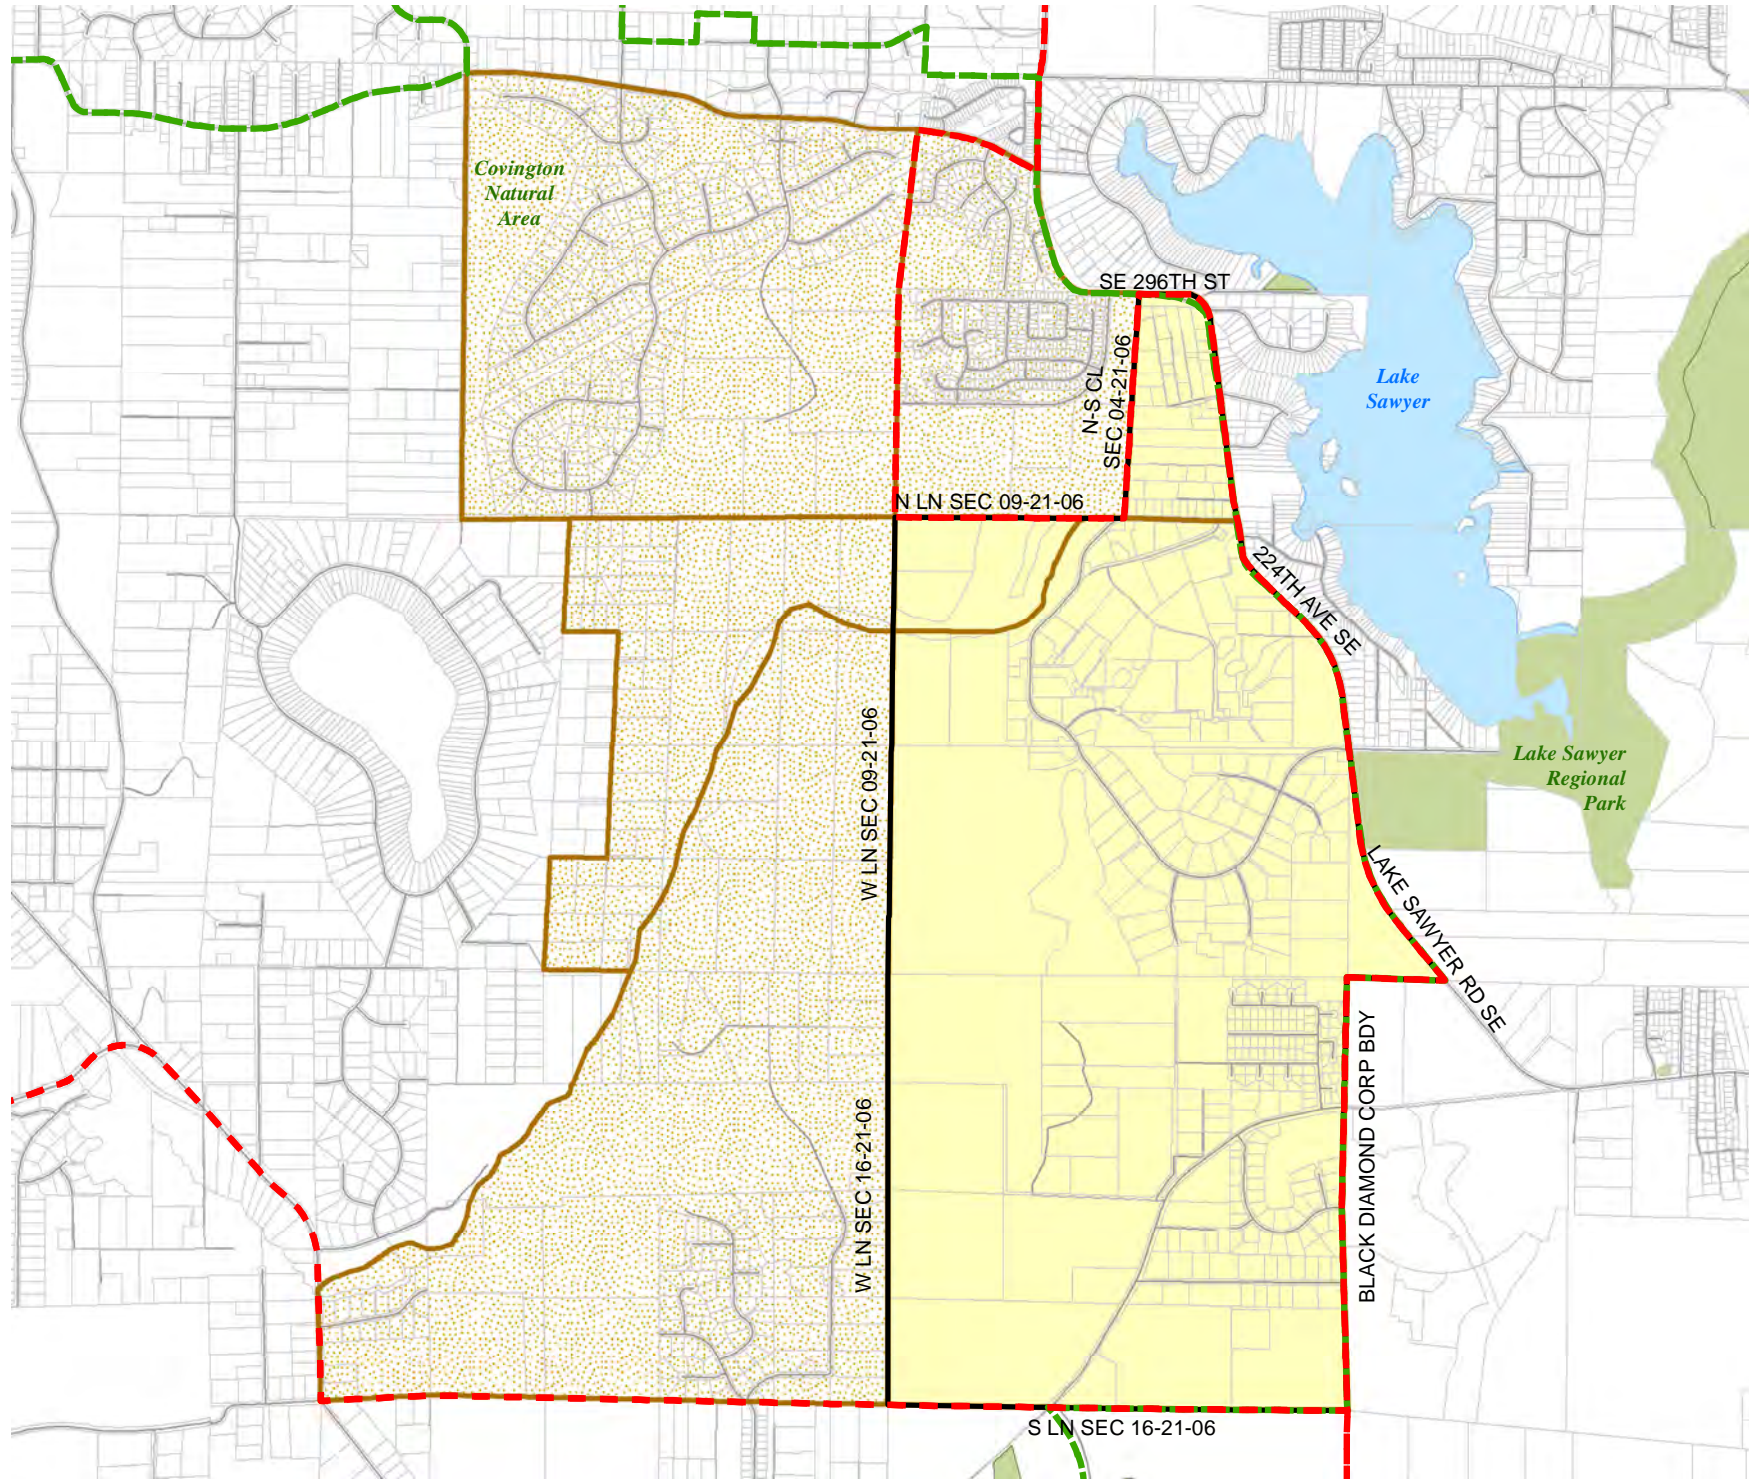 Covington
Natural
Area
SE 296TH ST
N-S CL
SEC 04-21-06
Lake
Sawyer
N LN SEC 09-21-06
224TH AVE SE
W LN SEC 09-21-06
Lake Sawyer
Regional
Park
LAKE SAWYER RD SE
BLACK DIAMOND CORP BDY
W LN SEC 16-21-06
S LN SEC 16-21-06